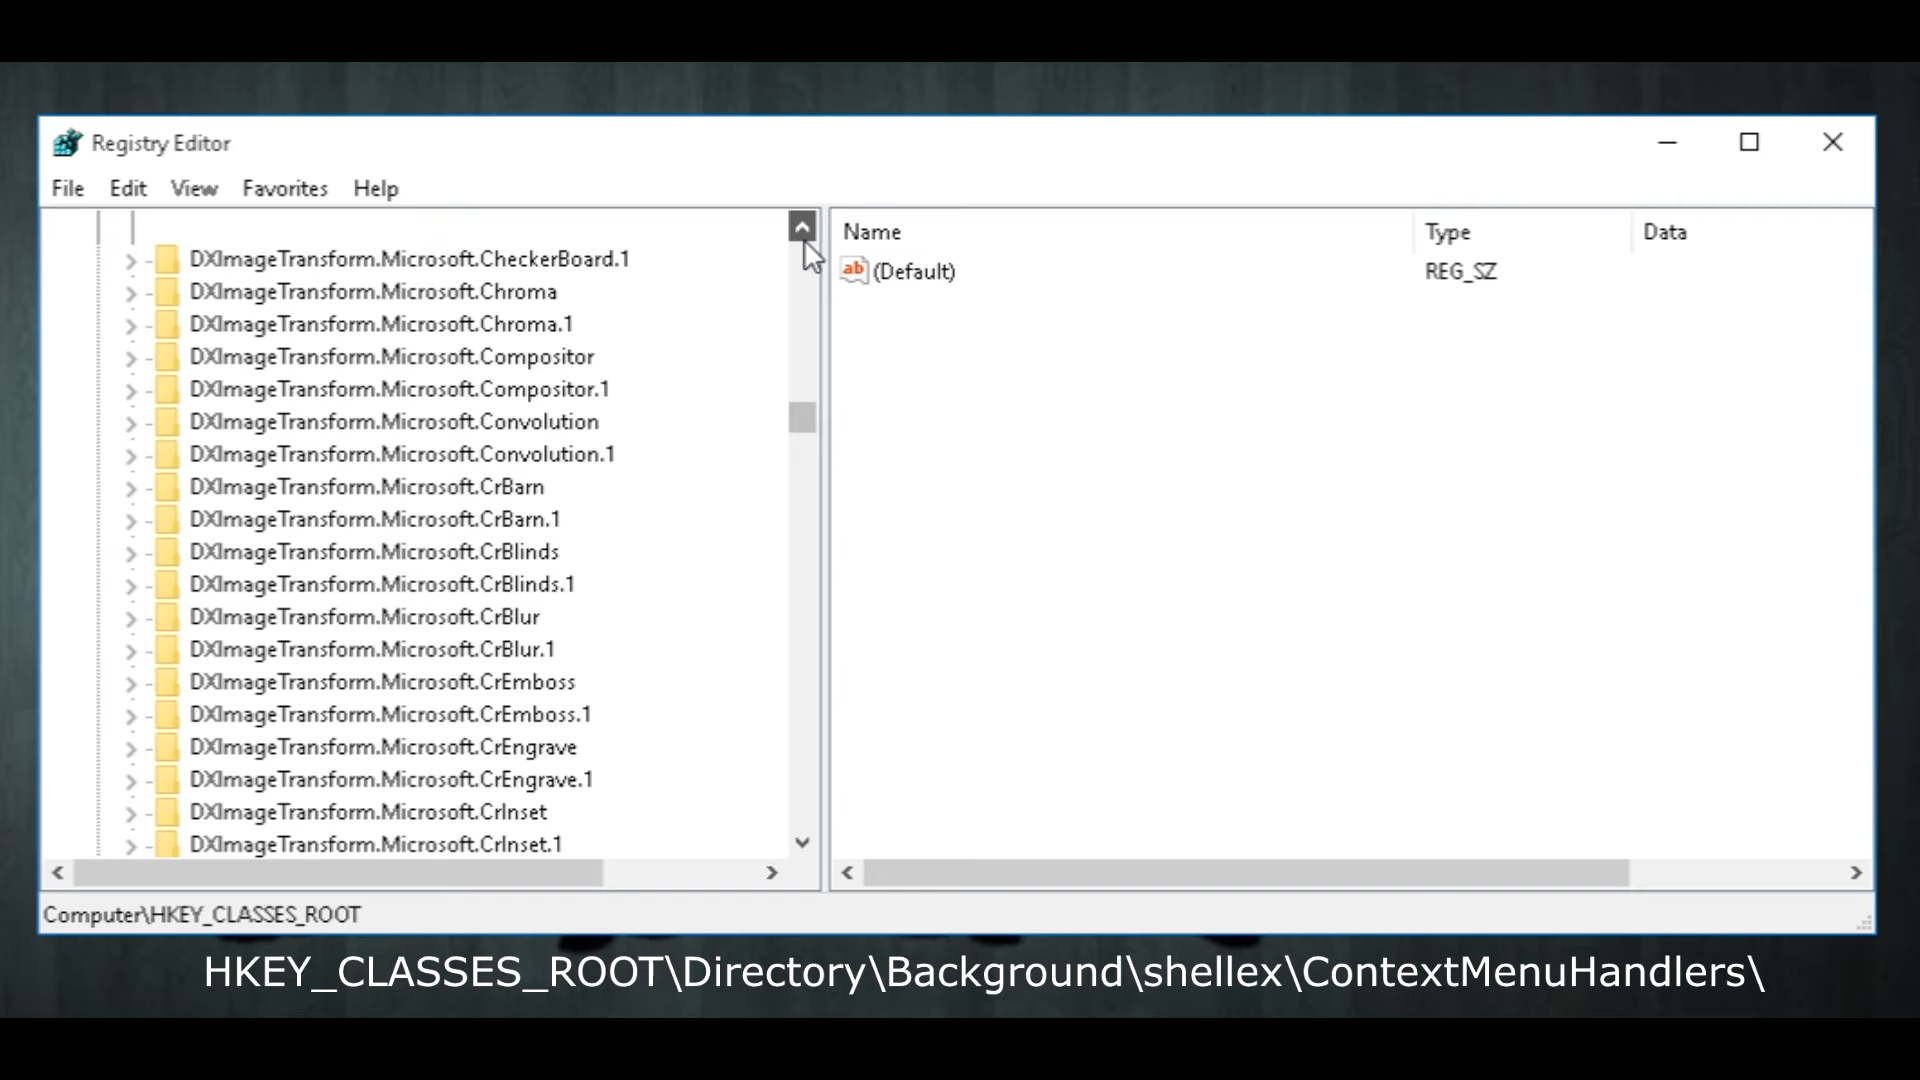 Registry Editor
File Edit View Favorites Help
Name Type Data
ab (Default) REG_SZ
DXImageTransform.Microsoft.CheckerBoard.1
DXImageTransform.Microsoft.Chroma
DXImageTransform.Microsoft.Chroma.1
DXImageTransform.Microsoft.Compositor
DXImageTransform.Microsoft.Compositor.1
DXImageTransform.Microsoft.Convolution
DXImageTransform.Microsoft.Convolution.1
DXImageTransform.Microsoft.CrBarn
DXImageTransform.Microsoft.CrBarn.1
DXImageTransform.Microsoft.CrBlinds
DXImageTransform.Microsoft.CrBlinds.1
DXImageTransform.Microsoft.CrBlur
DXImageTransform.Microsoft.CrBlur.1
DXImageTransform.Microsoft.CrEmboss
DXImageTransform.Microsoft.CrEmboss.1
DXImageTransform.Microsoft.CrEngrave
DXImageTransform.Microsoft.CrEngrave.1
DXImageTransform.Microsoft.CrInset
DXImageTransform.Microsoft.CrInset.1
Computer\HKEY_CLASSES_ROOT
HKEY_CLASSES_ROOT\Directory\Background\shellex\ContextMenuHandlers\